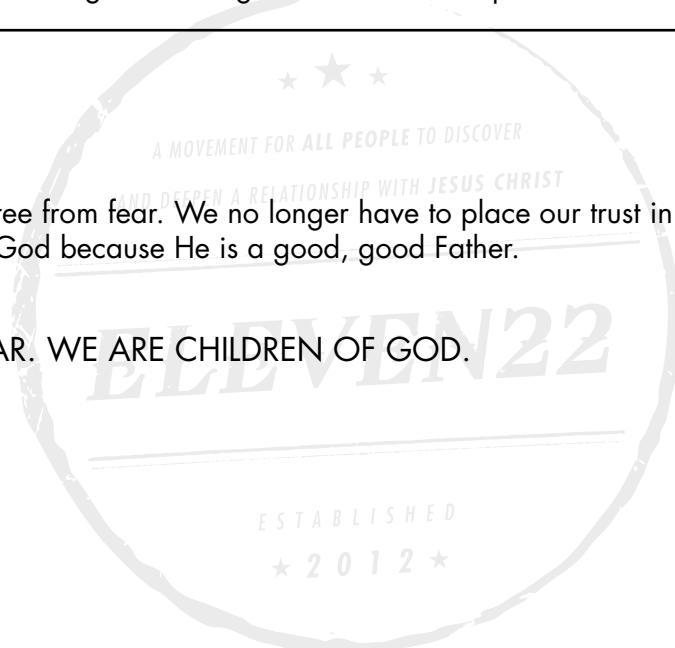 A MOVEMENT FOR ALL PEOPLE TO DISCOVER
AND DEEPEN A RELATIONSHIP WITH JESUS CHRIST
ree from fear. We no longer have to place our trust in
God because He is a good, good Father.
ELEVEN22
AR. WE ARE CHILDREN OF GOD.
ESTABLISHED
★ 2012 ★